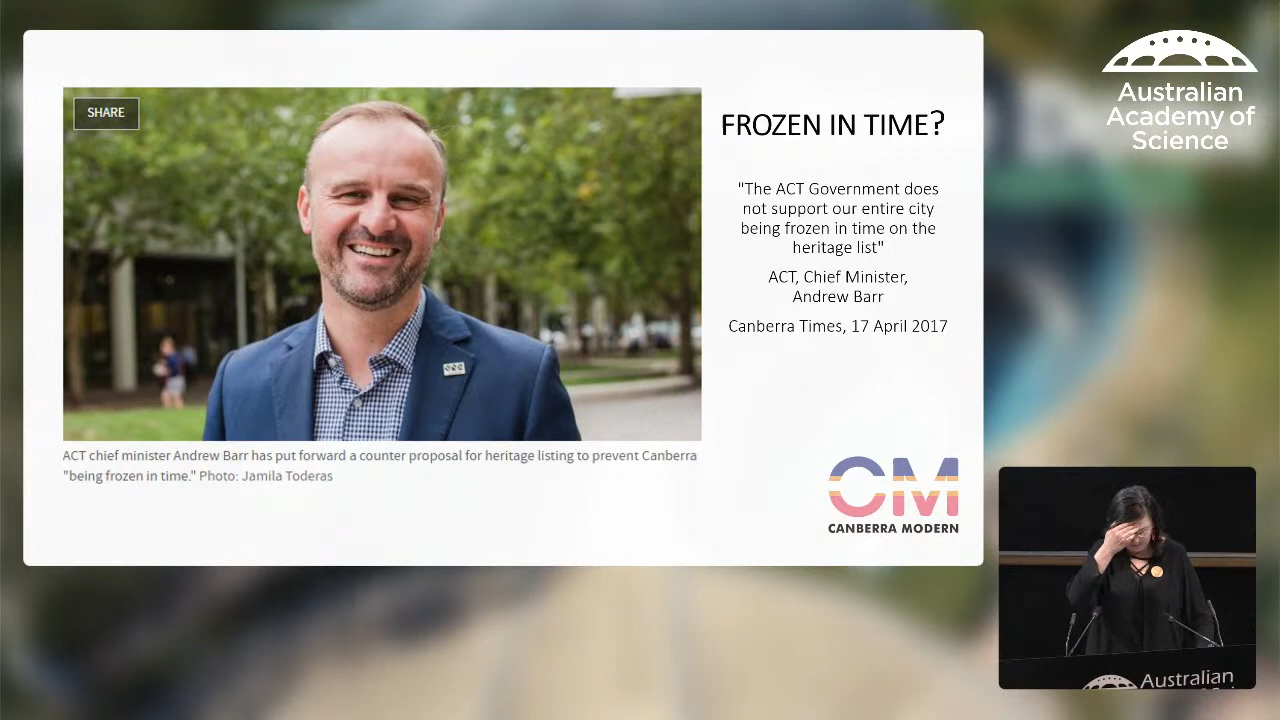 SHARE
FROZEN IN TIME?
"The ACT Government does
not support our entire city
being frozen in time on the
heritage list"
ACT, Chief Minister,
Andrew Barr
Canberra Times, 17 April 2017
ACT chief minister Andrew Barr has put forward a counter proposal for heritage listing to prevent Canberra
"being frozen in time." Photo: Jamila Toderas
CM
CANBERRA MODERN
Australian
Academy of
Science
Australian